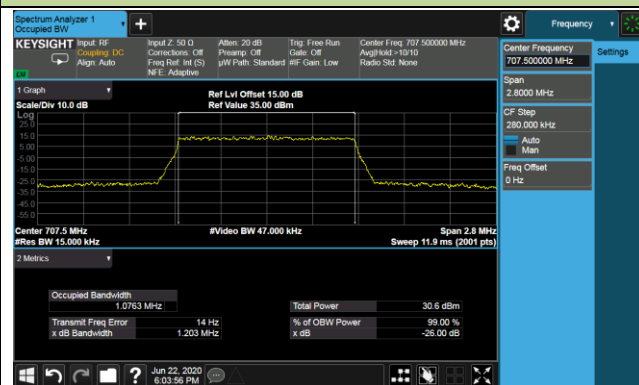 Spectrum Analyzer 1
Occupied BW
+
Frequency
KEYSIGHT
Input: RF
Coupling: DC
Align: Auto
Input Z: 50 Ω
Corrections: Off
Freq Ref: Int (S)
NFE: Adaptive
Atten: 20 dB
Preamp: Off
µW Path: Standard
Trig: Free Run
Gate: Off
#IF Gain: Low
Center Freq: 707.500000 MHz
Avg|Hold:>10/10
Radio Std: None
Center Frequency
707.500000 MHz
Settings
Span
2.8000 MHz
CF Step
280.000 kHz
Auto
Man
Freq Offset
0 Hz
1 Graph
Scale/Div 10.0 dB
Ref Lvl Offset 15.00 dB
Ref Value 35.00 dBm
Log
25.0
15.0
5.00
-5.00
-15.0
-25.0
-35.0
-45.0
-55.0
Center 707.5 MHz
#Res BW 15.000 kHz
#Video BW 47.000 kHz
Span 2.8 MHz
Sweep 11.9 ms (2001 pts)
2 Metrics
Occupied Bandwidth
1.0763 MHz
Total Power 30.6 dBm
Transmit Freq Error 14 Hz
% of OBW Power 99.00 %
x dB Bandwidth 1.203 MHz
x dB -26.00 dB
?
Jun 22, 2020
6:03:56 PM